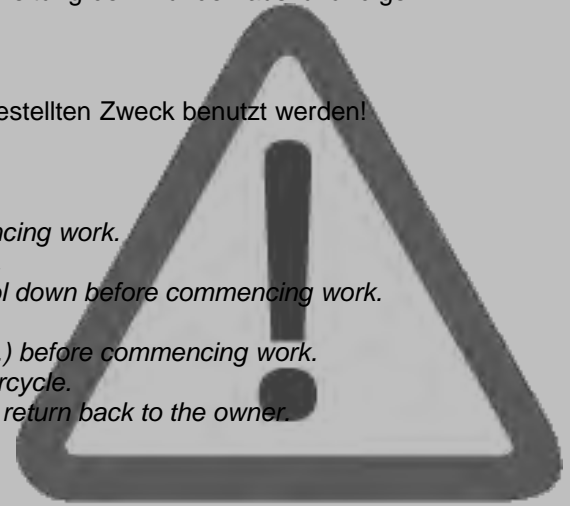 estellten Zweck benutzt werden!
ncing work.
ol down before commencing work.
.) before commencing work.
rcycle.
return back to the owner.